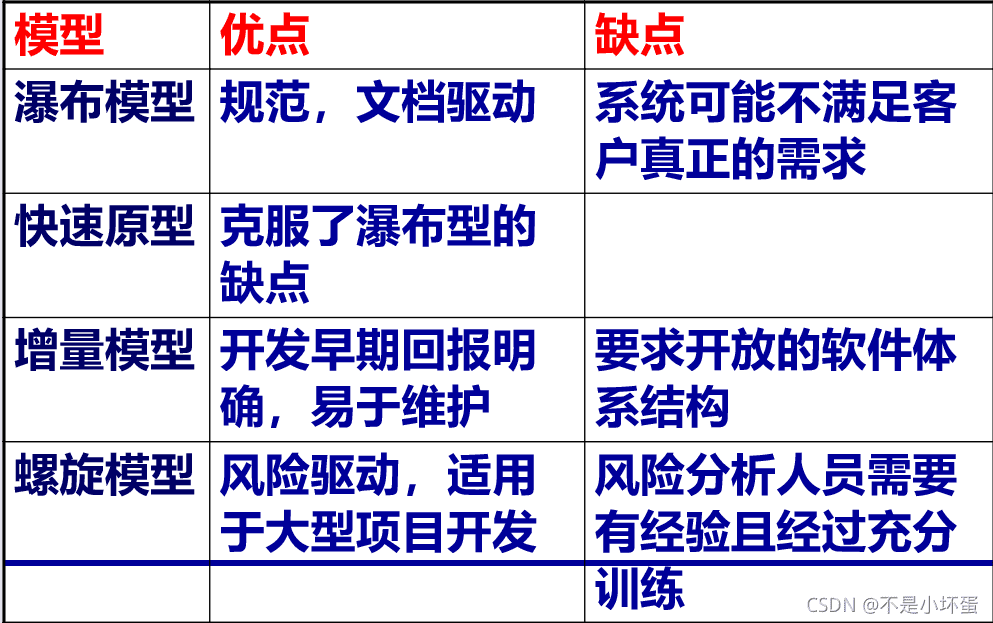 模型 优点 缺点
瀑布模型 规范，文档驱动 系统可能不满足客
户真正的需求
快速原型 克服了瀑布型的
缺点
增量模型 开发早期回报明 要求开放的软件体
确，易于维护 系结构
螺旋模型 风险驱动，适用 风险分析人员需要
于大型项目开发 有经验且经过充分
训练
CSDN @不是小坏蛋